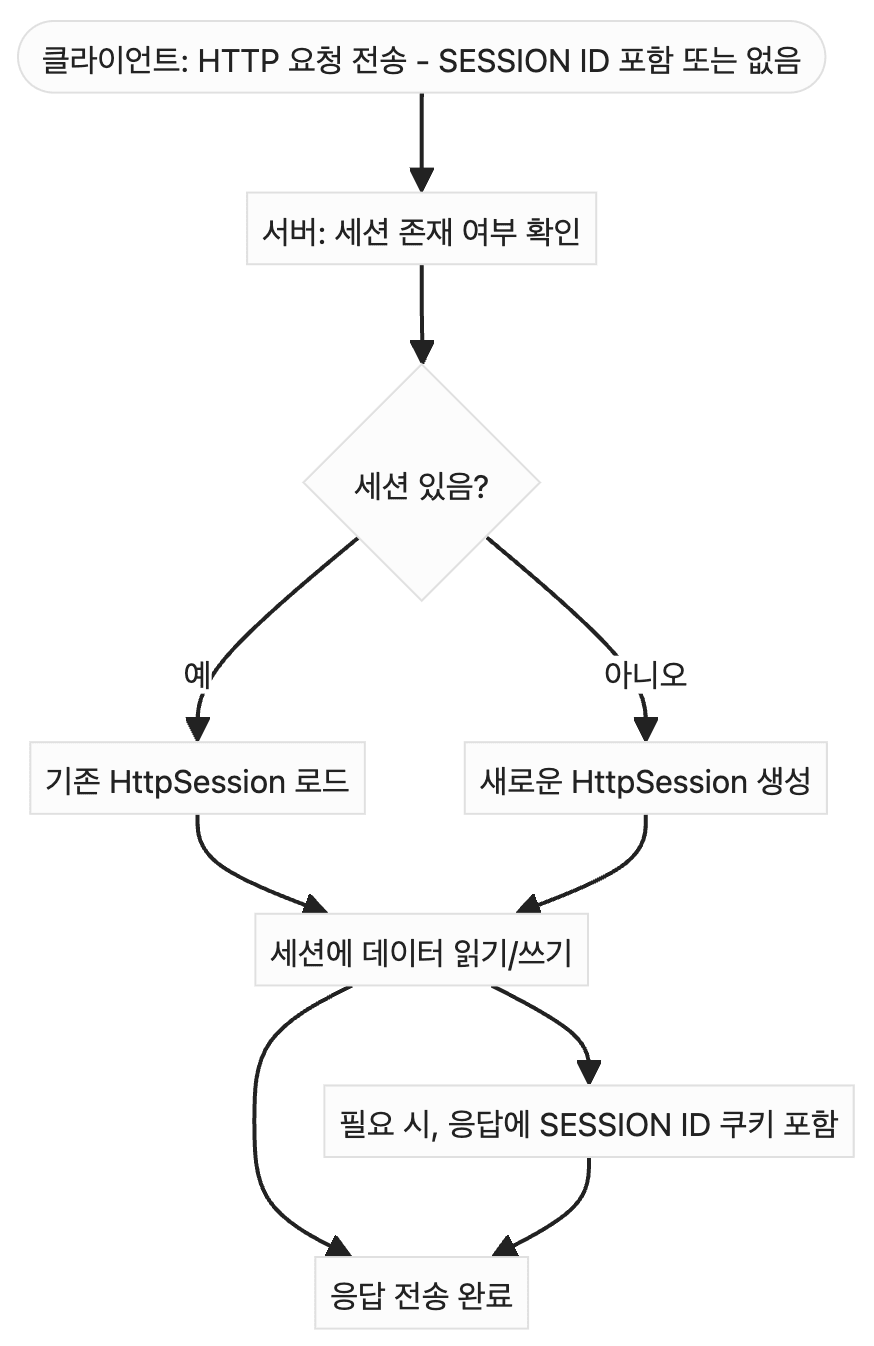 클라이언트: HTTP 요청 전송 - SESSION ID 포함 또는 없음
서버: 세션 존재 여부 확인
세션 있음?
예
아니오
기존 HttpSession 로드
새로운 HttpSession 생성
세션에 데이터 읽기/쓰기
필요 시, 응답에 SESSION ID 쿠키 포함
응답 전송 완료